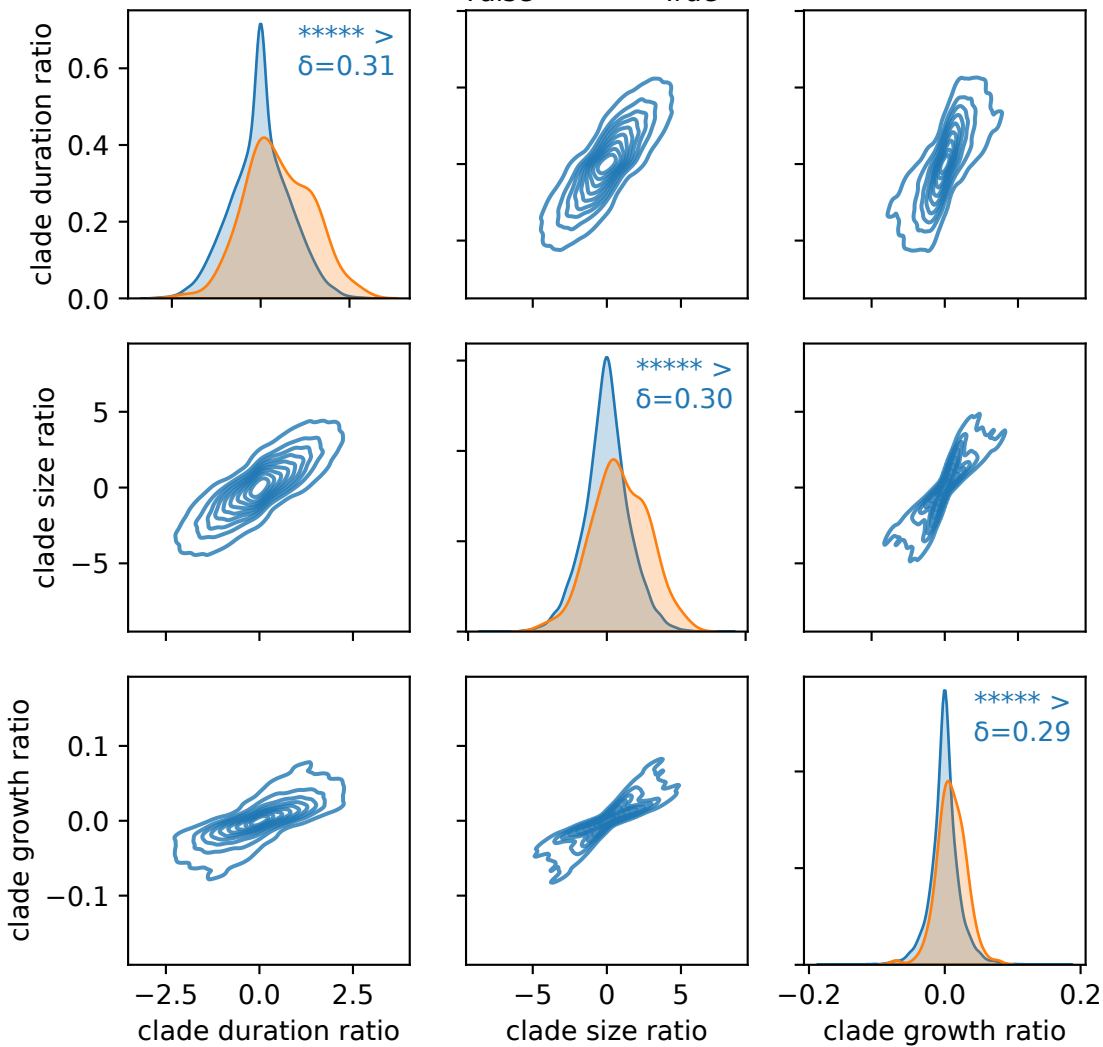 ***** >
δ=0.31
clade duration ratio
0.6
0.4
0.2
0.0
***** >
δ=0.30
clade size ratio
5
0
−5
***** >
δ=0.29
clade growth ratio
0.1
0.0
−0.1
−2.5 0.0 2.5 −5 0 5 −0.2 0.0 0.2
clade duration ratio clade size ratio clade growth ratio